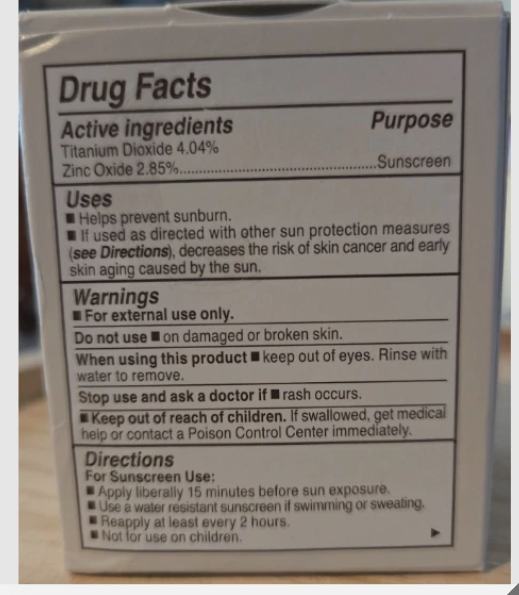 Drug Facts
Active ingredients Purpose
Titanium Dioxide 4.04%
Zinc Oxide 2.85%..................................................Sunscreen
Uses
■ Helps prevent sunburn.
■ If used as directed with other sun protection measures
(see Directions), decreases the risk of skin cancer and early
skin aging caused by the sun.
Warnings
■ For external use only.
Do not use ■ on damaged or broken skin.
When using this product ■ keep out of eyes. Rinse with
water to remove.
Stop use and ask a doctor if ■ rash occurs.
■ Keep out of reach of children. If swallowed, get medical
help or contact a Poison Control Center immediately.
Directions
For Sunscreen Use:
■ Apply liberally 15 minutes before sun exposure.
■ Use a water resistant sunscreen if swimming or sweating.
■ Reapply at least every 2 hours.
■ Not for use on children. ►